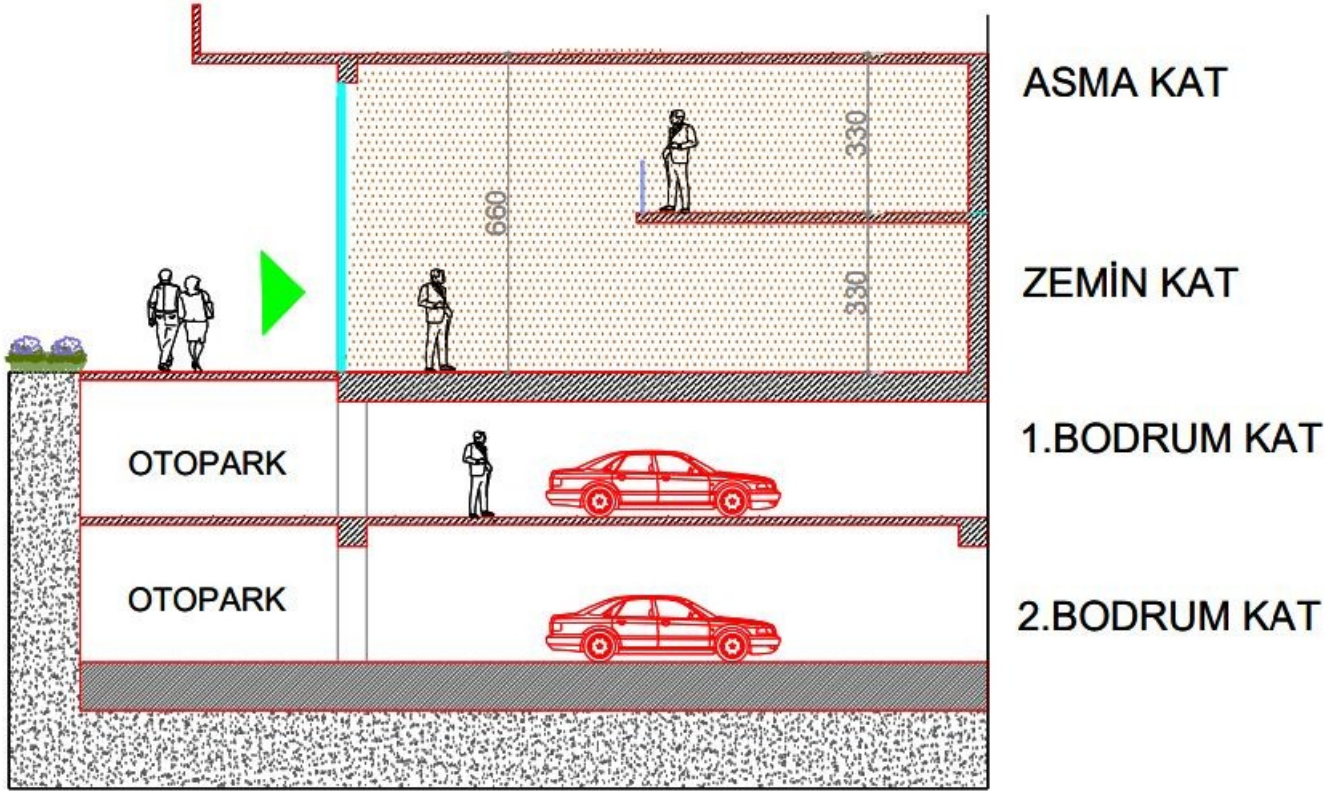 ASMA KAT
330
660
ZEMİN KAT
330
1.BODRUM KAT
OTOPARK
OTOPARK
2.BODRUM KAT